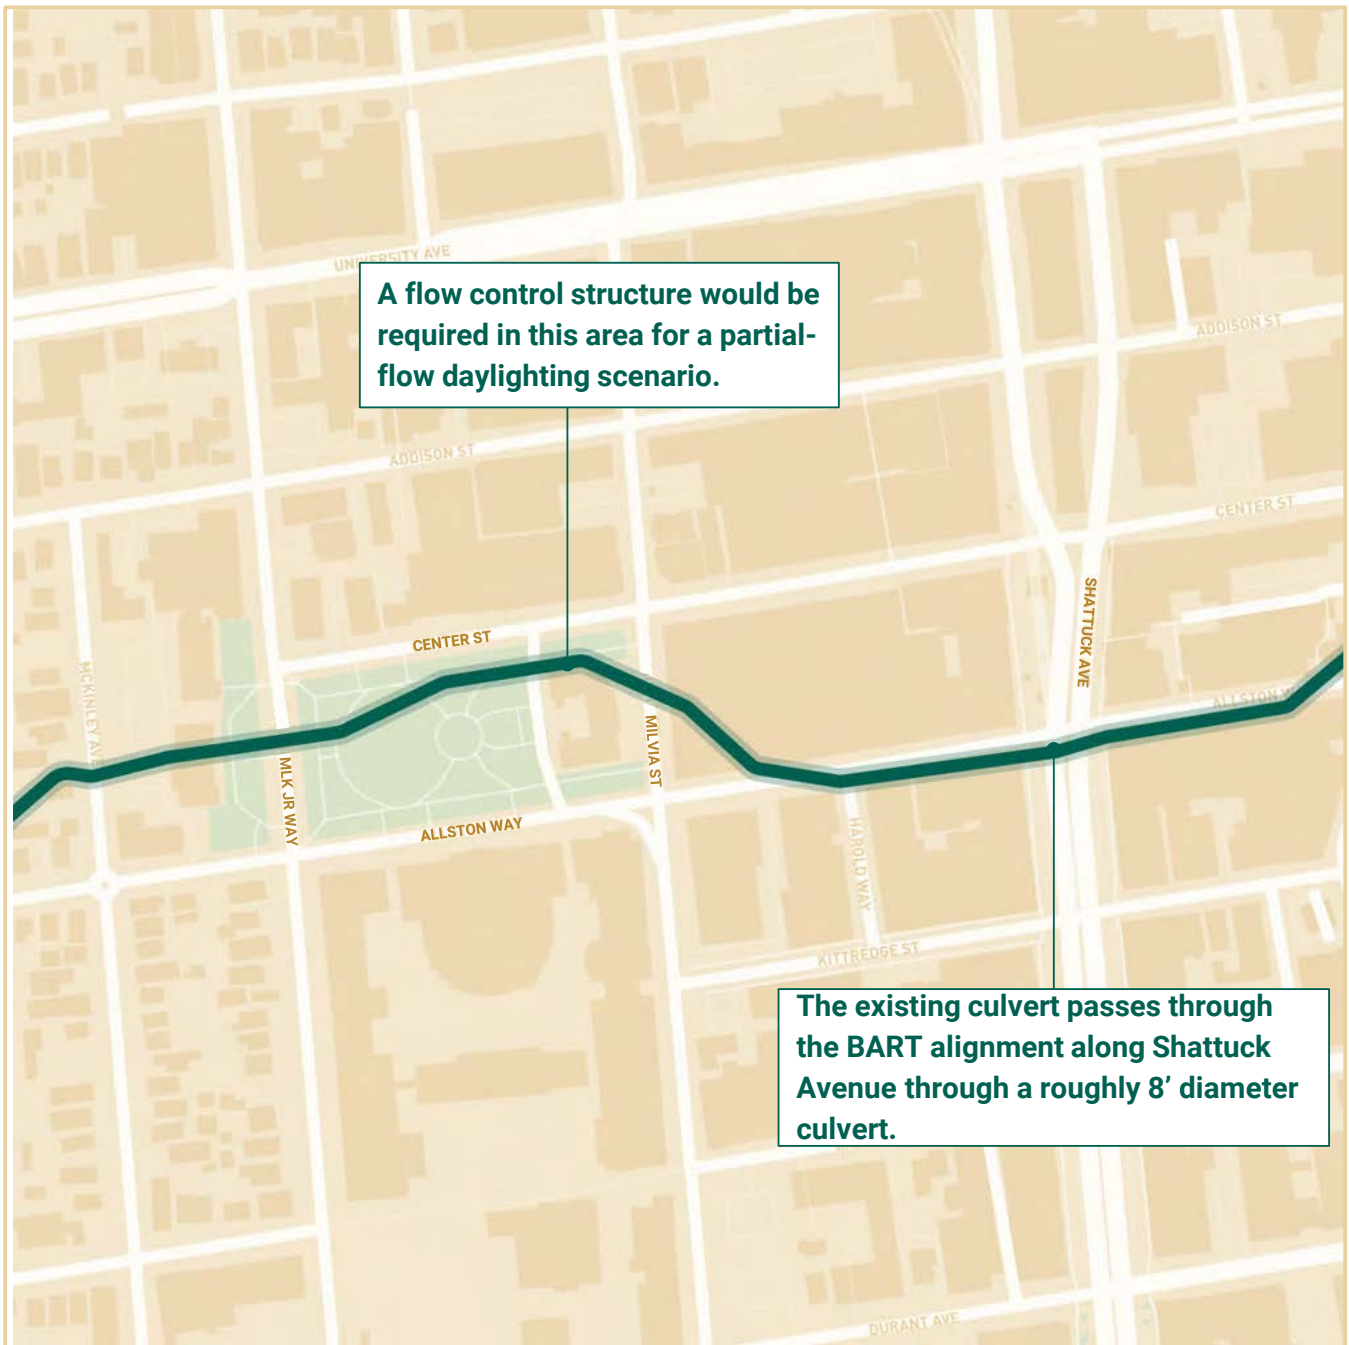 UNIVERSITY AVE
A flow control structure would be
required in this area for a partial-
flow daylighting scenario.
ADDISON ST
ADDISON ST
CENTER ST
SHATTUCK AVE
CENTER ST
MCKINLEY AVE
ALLSTON W
MILVIA ST
MLK JR WAY
ALLSTON WAY
HAROLD WAY
KITTREDGE ST
The existing culvert passes through
the BART alignment along Shattuck
Avenue through a roughly 8’ diameter
culvert.
DURANT AVE